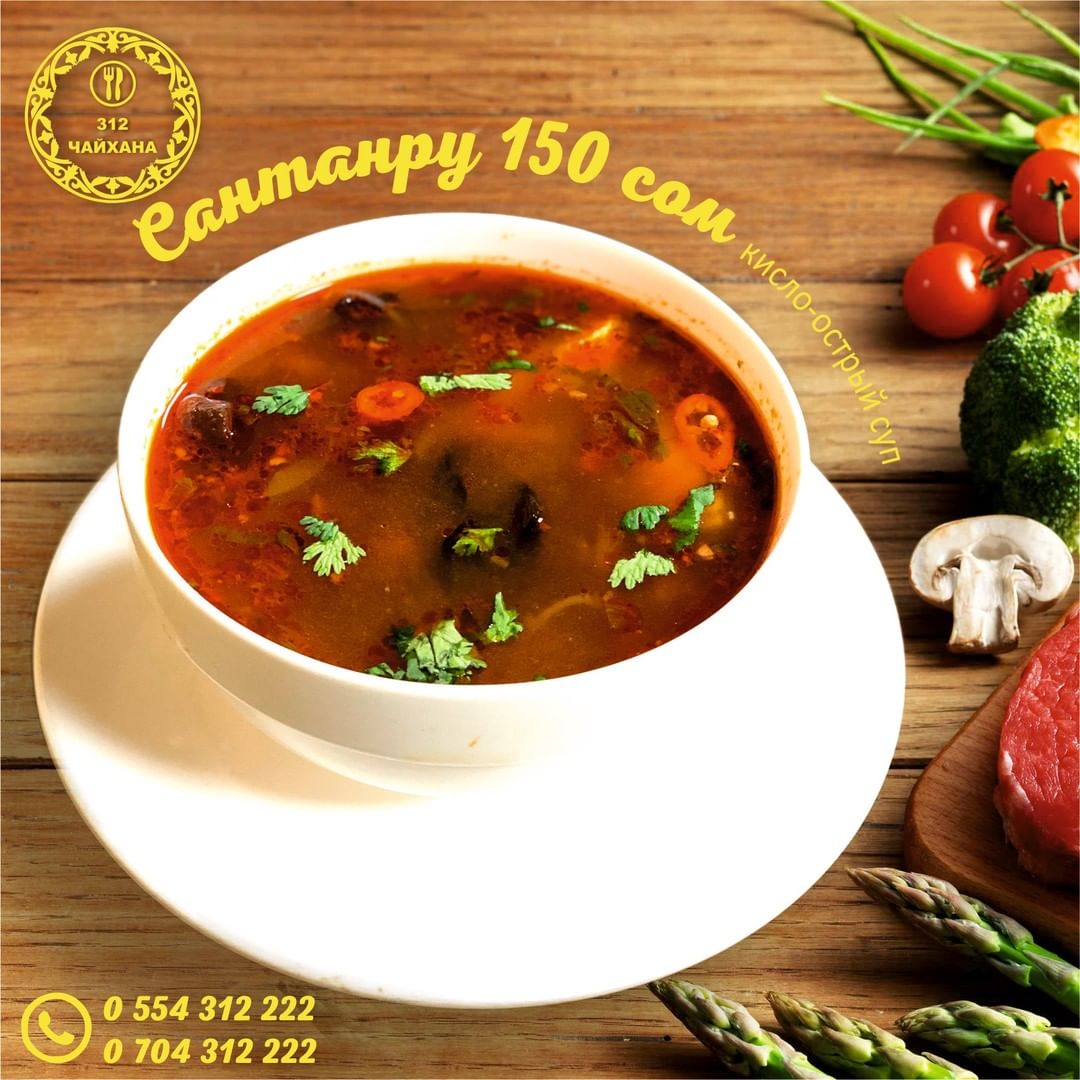 312
ЧАЙХАНА
Сантанру 150 сом
кисло-острый суп
0 554 312 222
0 704 312 222